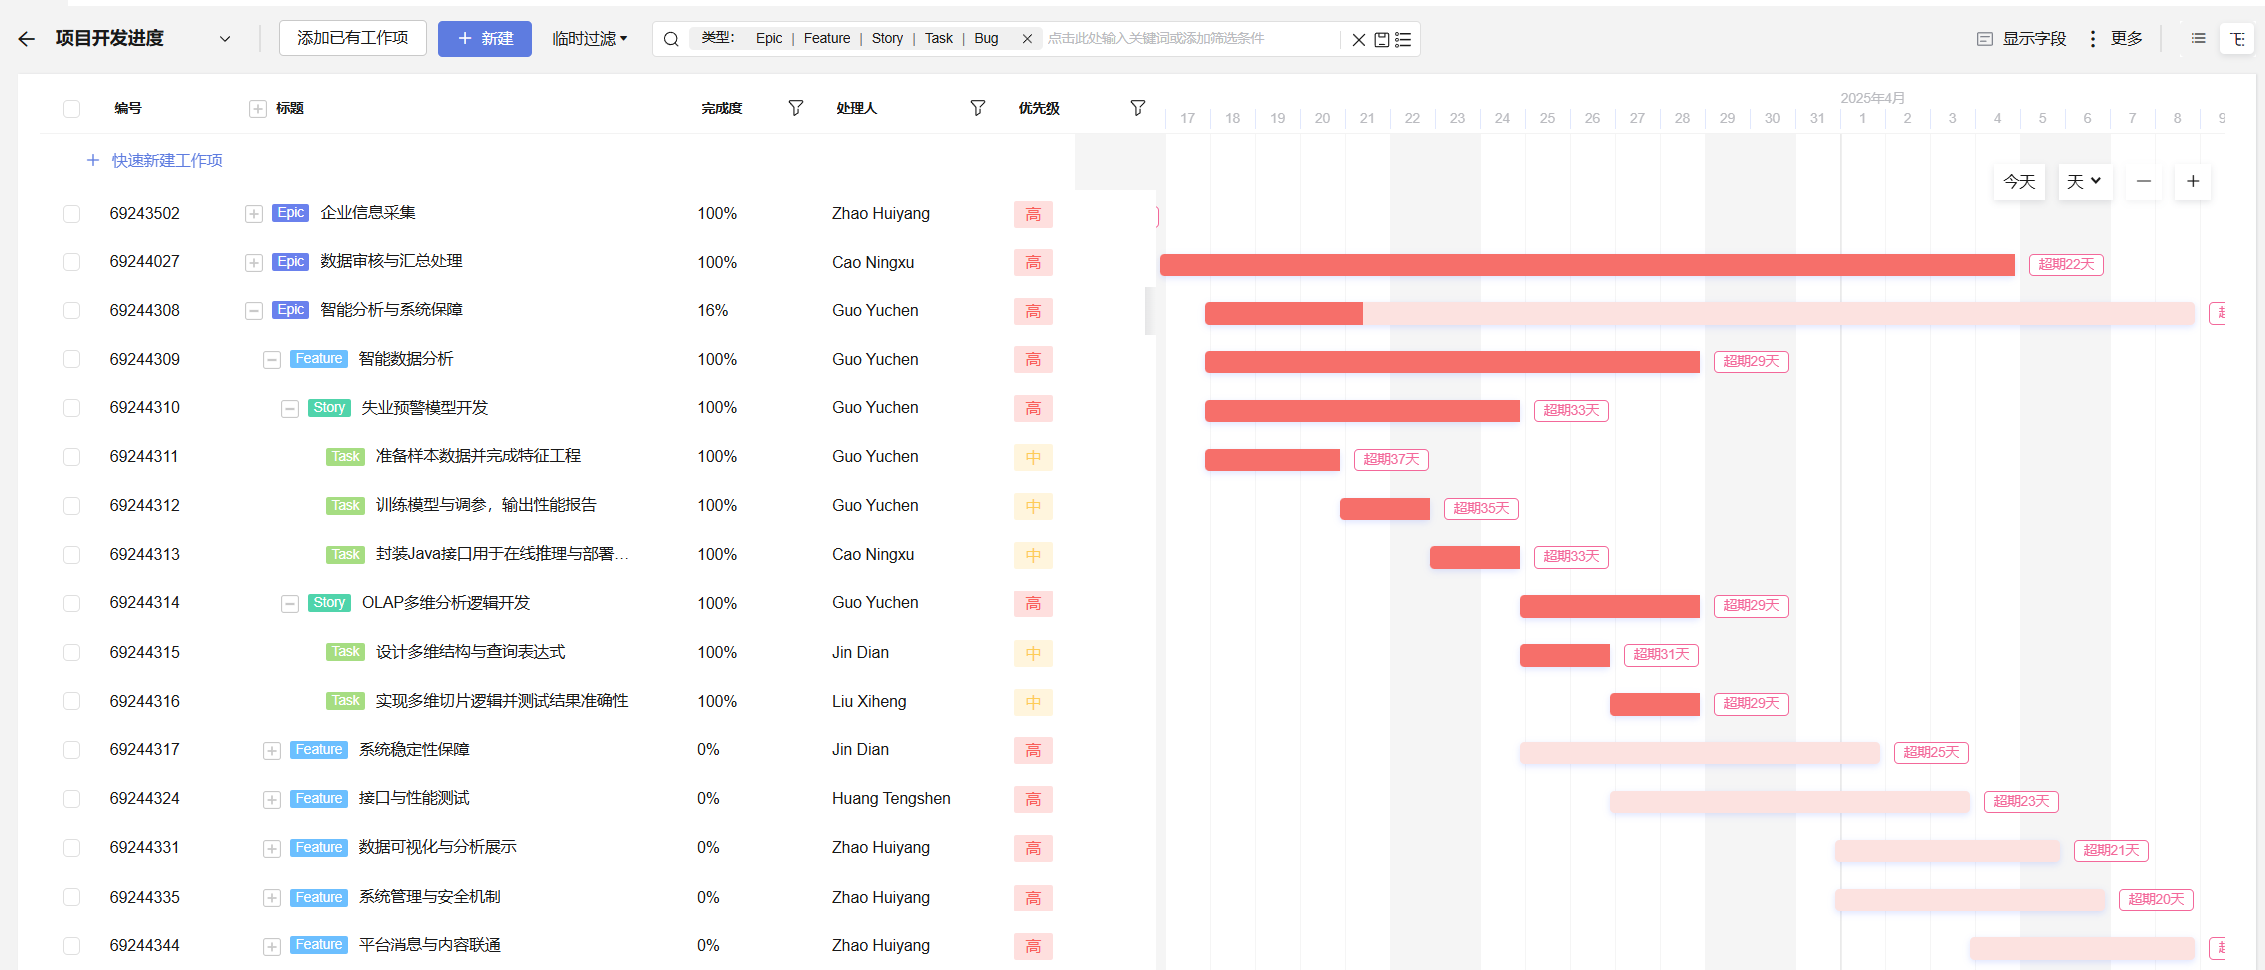 项目开发进度 添加已有工作项 新建 临时过滤 类型: Epic | Feature | Story | Task | Bug 点击此处输入关键词或添加筛选条件 显示字段 更多
编号 标题 完成度 处理人 优先级
2025年4月
17 18 19 20 21 22 23 24 25 26 27 28 29 30 31 1 2 3 4 5 6 7 8 9
快速新建工作项
今天 天
69243502 Epic 企业信息采集 100% Zhao Huiyang 高
69244027 Epic 数据审核与汇总处理 100% Cao Ningxu 高 超期22天
69244308 Epic 智能分析与系统保障 16% Guo Yuchen 高
69244309 Feature 智能数据分析 100% Guo Yuchen 高 超期29天
69244310 Story 失业预警模型开发 100% Guo Yuchen 高 超期33天
69244311 Task 准备样本数据并完成特征工程 100% Guo Yuchen 中 超期37天
69244312 Task 训练模型与调参，输出性能报告 100% Guo Yuchen 中 超期35天
69244313 Task 封装Java接口用于在线推理与部署… 100% Cao Ningxu 中 超期33天
69244314 Story OLAP多维分析逻辑开发 100% Guo Yuchen 高 超期29天
69244315 Task 设计多维结构与查询表达式 100% Jin Dian 中 超期31天
69244316 Task 实现多维切片逻辑并测试结果准确性 100% Liu Xiheng 中 超期29天
69244317 Feature 系统稳定性保障 0% Jin Dian 高 超期25天
69244324 Feature 接口与性能测试 0% Huang Tengshen 高 超期23天
69244331 Feature 数据可视化与分析展示 0% Zhao Huiyang 高 超期21天
69244335 Feature 系统管理与安全机制 0% Zhao Huiyang 高 超期20天
69244344 Feature 平台消息与内容联通 0% Zhao Huiyang 高